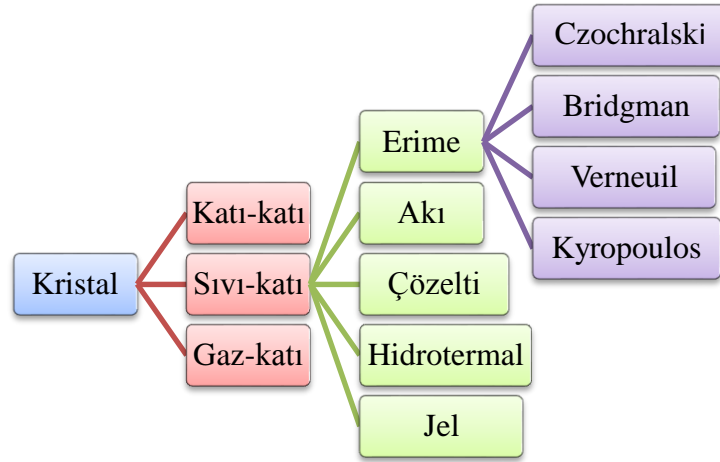 Kristal
Katı-katı
Sıvı-katı
Gaz-katı
Erime
Akı
Çözelti
Hidrotermal
Jel
Czochralski
Bridgman
Verneuil
Kyropoulos